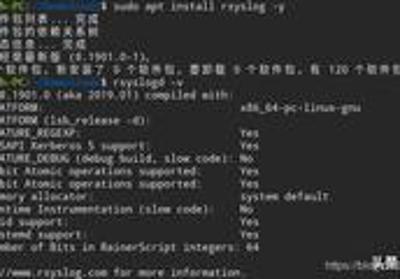 sudo apt install rsyslog -y
件包列表... 完成
件包的依赖关系树
态信息... 完成
经是最新版 (8.1901.0-1)。
个软件包，新安装了 0 个软件包，要卸载 0 个软件包，有 120 个软件包
rsyslogd -v
8.1901.0 (aka 2019.01) compiled with:
ATFORM: x86_64-pc-linux-gnu
ATFORM (lsb_release -d):
ATURE_REGEXP: Yes
SAPI Kerberos 5 support: Yes
ATURE_DEBUG (debug build, slow code): No
bit Atomic operations supported: Yes
bit Atomic operations supported: Yes
mory allocator: system default
ntime Instrumentation (slow code): No
id support: Yes
stemd support: Yes
mber of Bits in RainerScript integers: 64
//www.rsyslog.com for more information.